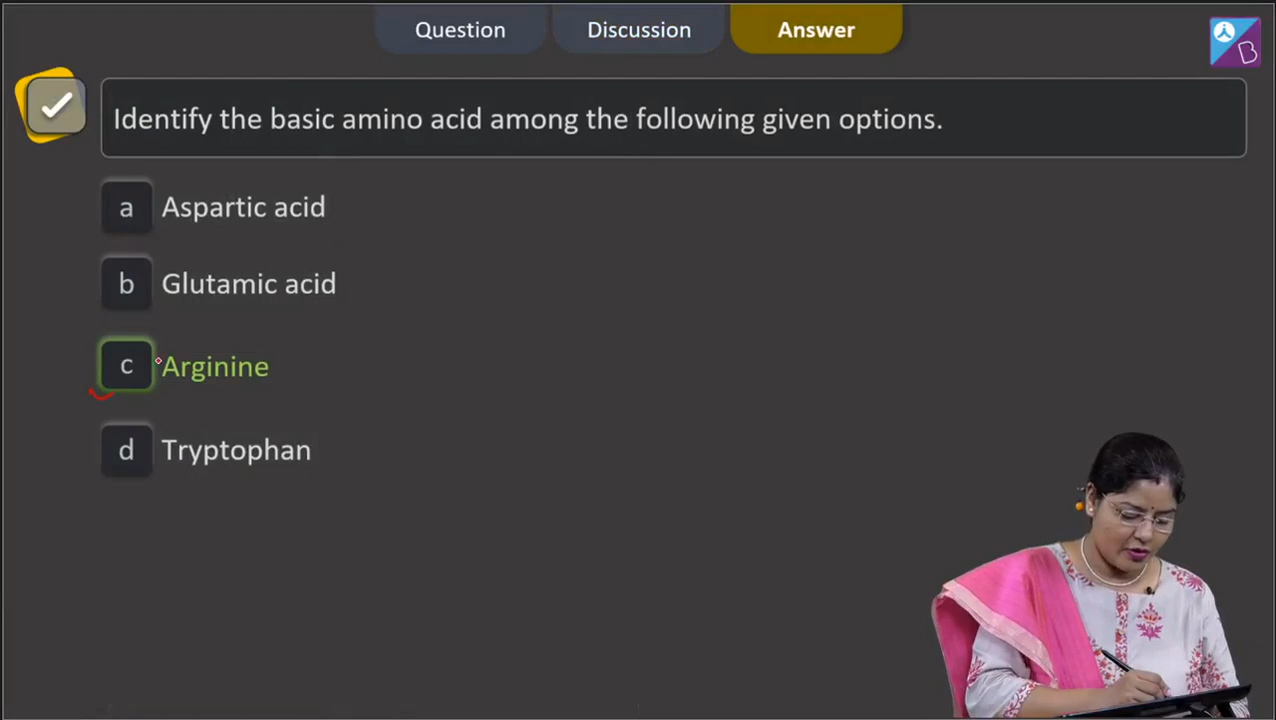 Question
Discussion
Answer
B
Identify the basic amino acid among the following given options.
a Aspartic acid
b Glutamic acid
c Arginine
d Tryptophan